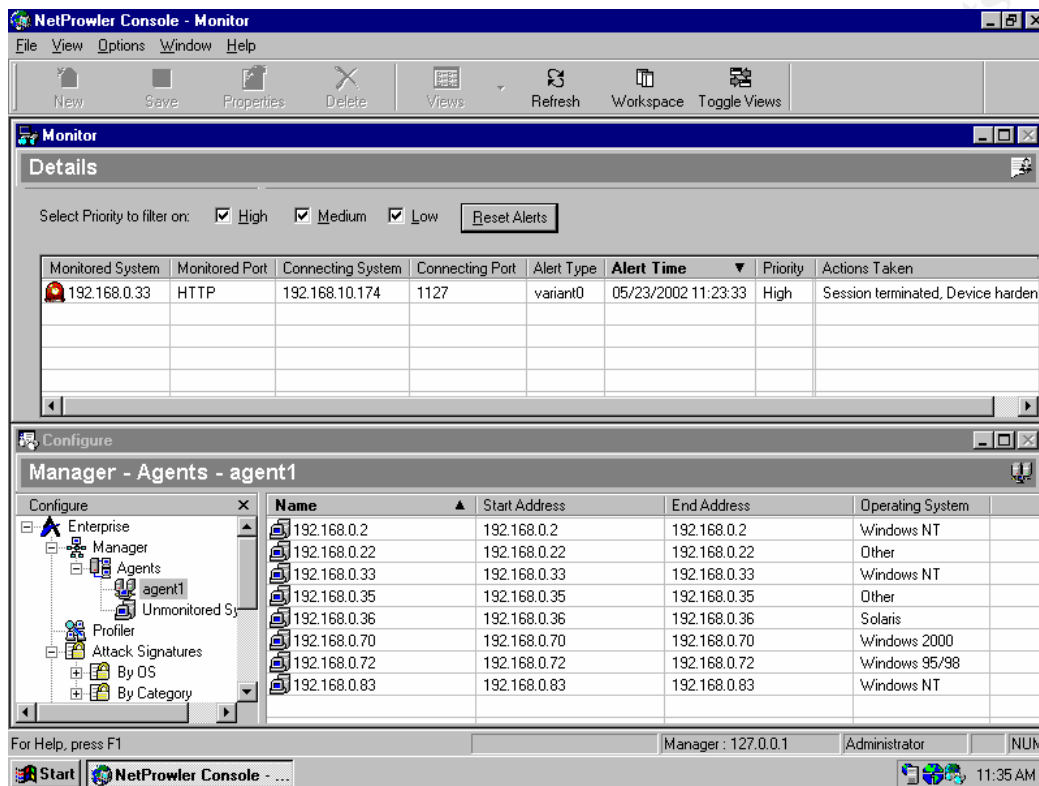 NetProwler Console - Monitor
File View Options Window Help
New Save Properties Delete Views Refresh Workspace Toggle Views
Monitor
Details
Select Priority to filter on: High Medium Low Reset Alerts
Monitored System Monitored Port Connecting System Connecting Port Alert Type Alert Time Priority Actions Taken
192.168.0.33 HTTP 192.168.10.174 1127 variant0 05/23/2002 11:23:33 High Session terminated, Device harden
Configure
Manager - Agents - agent1
Configure Name Start Address End Address Operating System
Enterprise
Manager
Agents
agent1
Unmonitored Sy
Profiler
Attack Signatures
By OS
By Category
192.168.0.2 192.168.0.2 192.168.0.2 Windows NT
192.168.0.22 192.168.0.22 192.168.0.22 Other
192.168.0.33 192.168.0.33 192.168.0.33 Windows NT
192.168.0.35 192.168.0.35 192.168.0.35 Other
192.168.0.36 192.168.0.36 192.168.0.36 Solaris
192.168.0.70 192.168.0.70 192.168.0.70 Windows 2000
192.168.0.72 192.168.0.72 192.168.0.72 Windows 95/98
192.168.0.83 192.168.0.83 192.168.0.83 Windows NT
For Help, press F1 Manager : 127.0.0.1 Administrator NUM
Start NetProwler Console - ... 11:35 AM